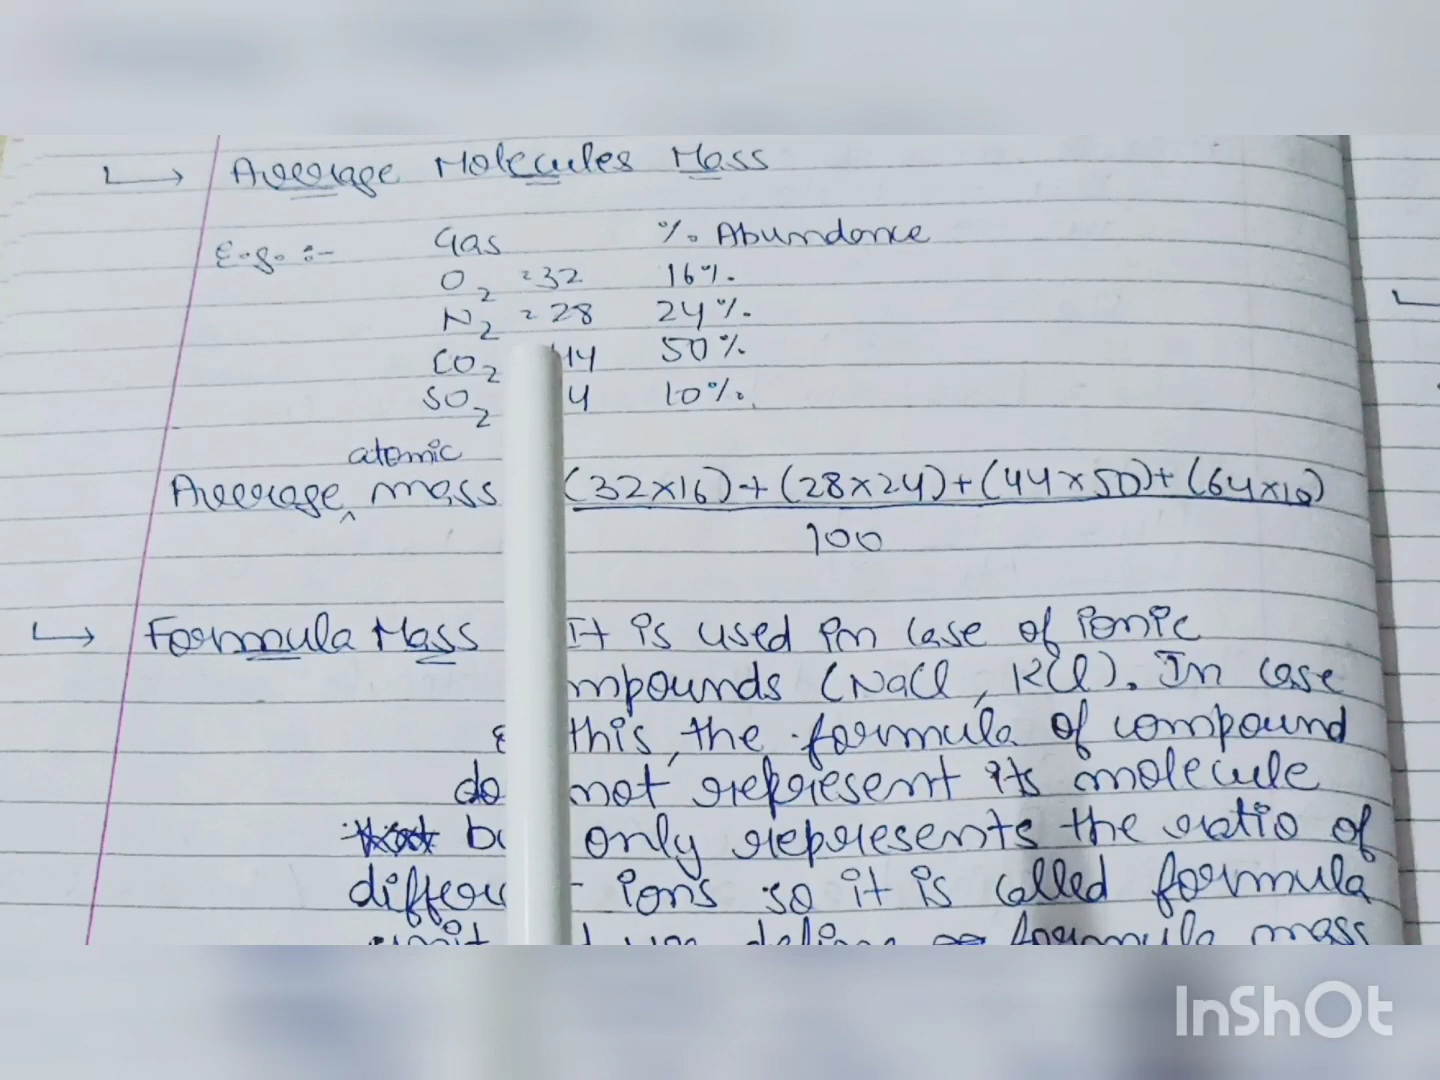 Average Molecules Mass
E.g. :- Gas % Abundance
O2 = 32 16%.
N2 = 28 24%.
CO2 44 50%
SO2 4 10%.
atomic
Average ^ mass (32×16)+(28×24)+(44×50)+(64×10)
100
Formula Mass It is used in case of ionic
mpounds (NaCl, KCl). In case
this, the formula of compound
do not represent its molecule
only represents the ratio of
ions so it is called formula
formula mass
InShOt